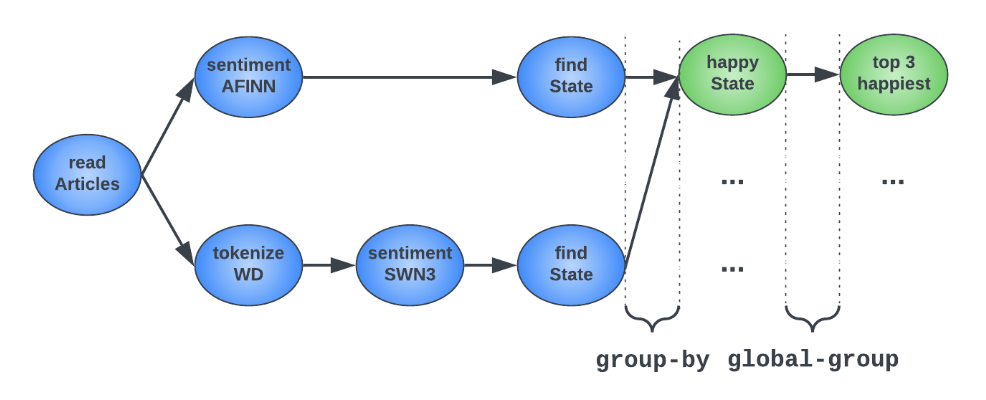 sentiment
AFINN
find
State
happy
State
top 3
happiest
read
Articles
...
...
tokenize
WD
sentiment
SWN3
find
State
...
group-by
global-group